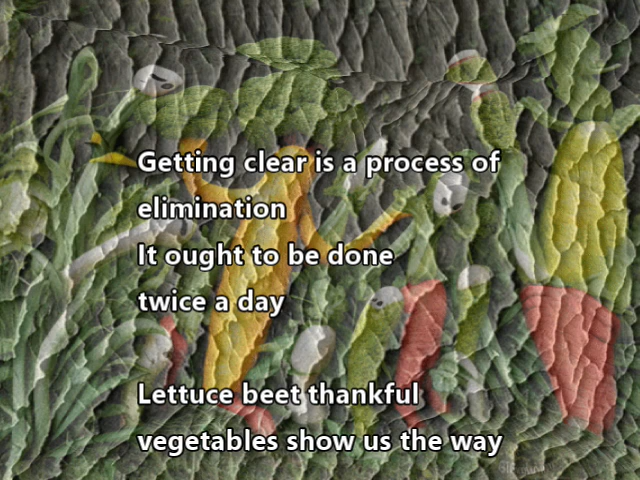 Getting clear is a process of
elimination
It ought to be done
twice a day
Lettuce beet thankful
vegetables show us the way